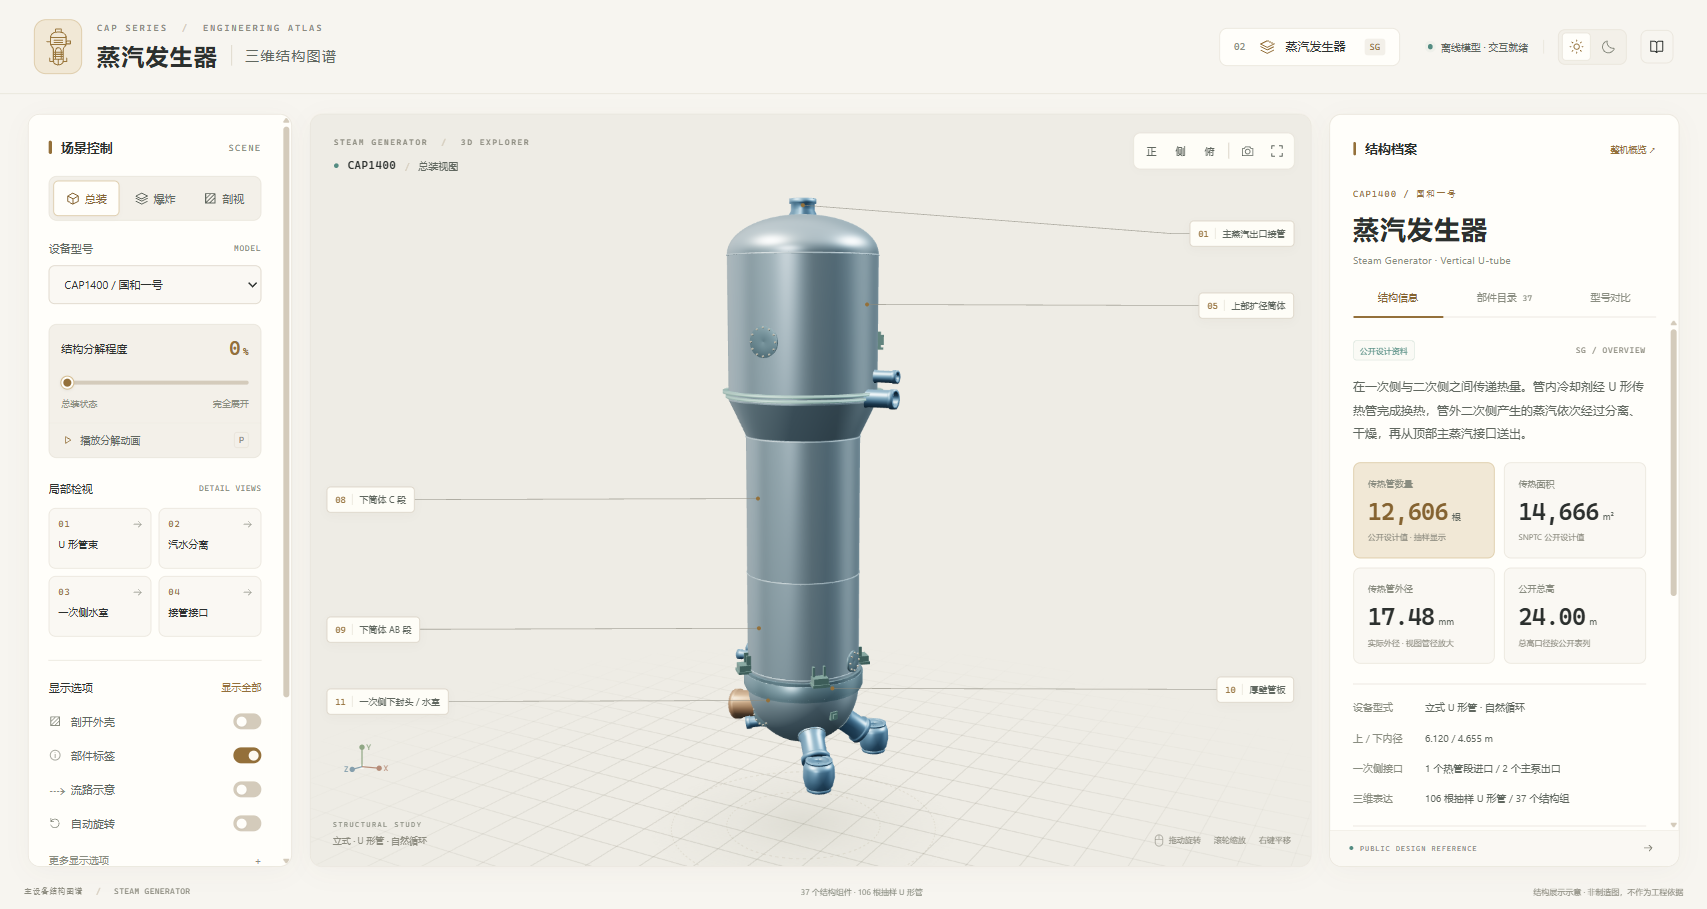 CAP SERIES / ENGINEERING ATLAS
蒸汽发生器 三维结构图谱
02 蒸汽发生器 SG
离线模型 · 交互就绪
场景控制 SCENE
总装 爆炸 剖视
设备型号 MODEL
CAP1400 / 国和一号
结构分解程度 0%
总装状态 完全展开
播放分解动画 P
局部检视 DETAIL VIEWS
01 U 形管束
02 汽水分离
03 一次侧水室
04 接管接口
显示选项 显示全部
剖开外壳
部件标签
流路示意
自动旋转
更多显示选项 +
STEAM GENERATOR / 3D EXPLORER
CAP1400 / 总装视图
正 侧 俯
01 主蒸汽出口接管
05 上部扩径筒体
08 下筒体 C 段
09 下筒体 AB 段
11 一次侧下封头 / 水室
10 厚壁管板
Y
Z X
STRUCTURAL STUDY
立式 · U 形管 · 自然循环
拖动旋转 滚轮缩放 右键平移
结构档案 整机概览 ↗
CAP1400 / 国和一号
蒸汽发生器
Steam Generator · Vertical U-tube
结构信息 部件目录 37 型号对比
公开设计资料 SG / OVERVIEW
在一次侧与二次侧之间传递热量。管内冷却剂经 U 形传
热管完成换热，管外二次侧产生的蒸汽依次经过分离、
干燥，再从顶部主蒸汽接口送出。
传热管数量
12,606 根
公开设计值 · 抽样显示
传热面积
14,666 m²
SNPTC 公开设计值
传热管外径
17.48 mm
实际外径 · 视图管径放大
公开总高
24.00 m
总高口径按公开表列
设备型式 立式 U 形管 · 自然循环
上 / 下内径 6.120 / 4.655 m
一次侧接口 1 个热管段进口 / 2 个主泵出口
三维表达 106 根抽样 U 形管 / 37 个结构组
PUBLIC DESIGN REFERENCE
主设备结构图谱 / STEAM GENERATOR
37 个结构组件 · 106 根抽样 U 形管
结构展示示意 · 非制造图，不作为工程依据